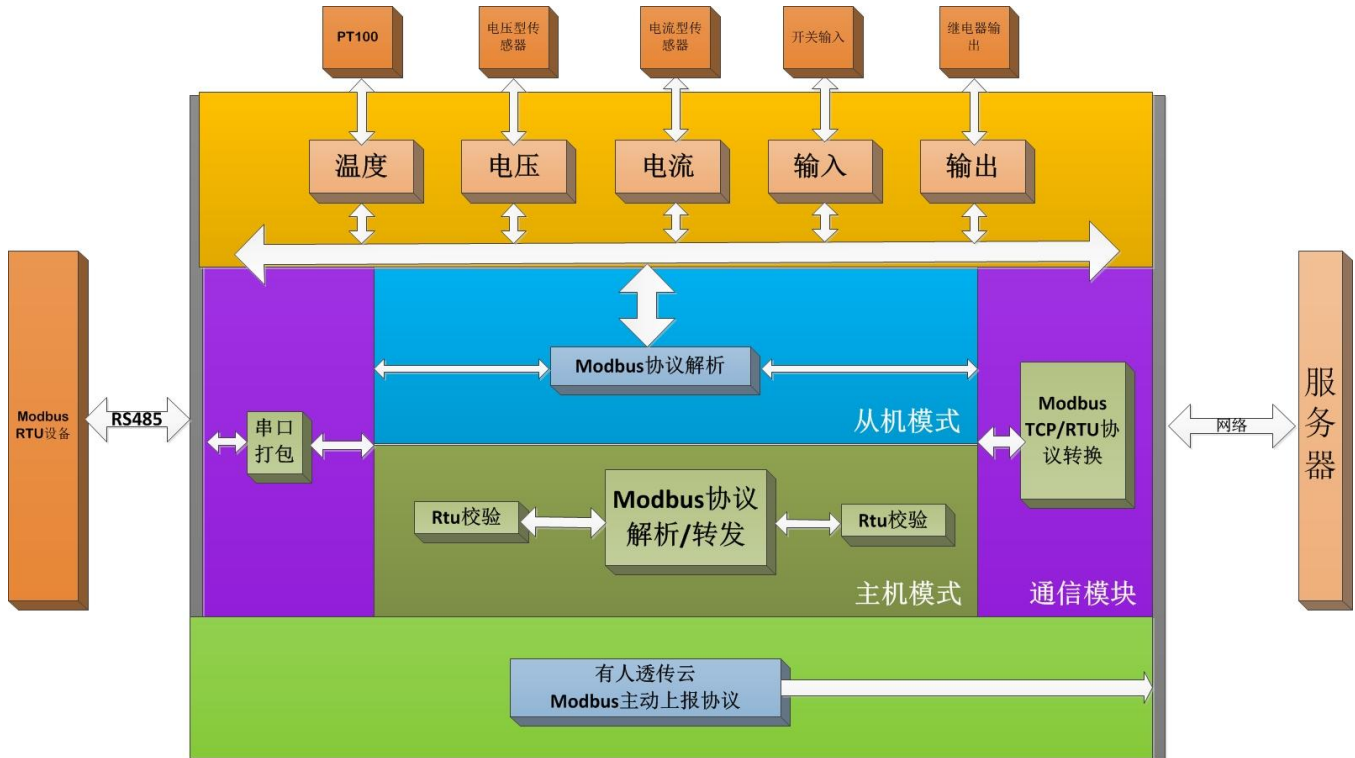 PT100
电压型传
感器
电流型传
感器
开关输入
继电器输
出
温度
电压
电流
输入
输出
Modbus
RTU设备
RS485
串口
打包
Modbus协议解析
从机模式
Modbus
TCP/RTU协
议转换
网络
服
务
器
Rtu校验
Modbus协议
解析/转发
Rtu校验
主机模式
通信模块
有人透传云
Modbus主动上报协议